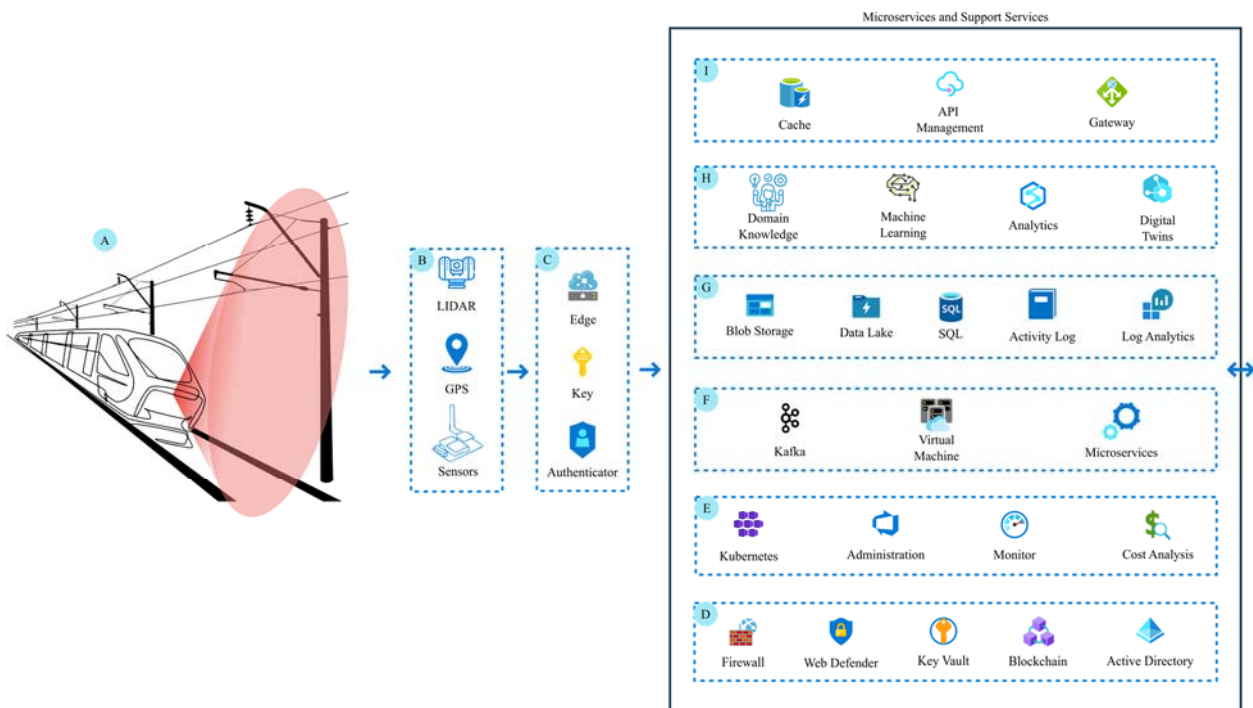 Microservices and Support Services
A
B
LIDAR
GPS
Sensors
C
Edge
Key
Authenticator
I
Cache
API
Management
Gateway
H
Domain
Knowledge
Machine
Learning
Analytics
Digital
Twins
G
Blob Storage
Data Lake
SQL
SQL
Activity Log
Log Analytics
F
Kafka
Virtual
Machine
Microservices
E
Kubernetes
Administration
Monitor
Cost Analysis
D
Firewall
Web Defender
Key Vault
Blockchain
Active Directory